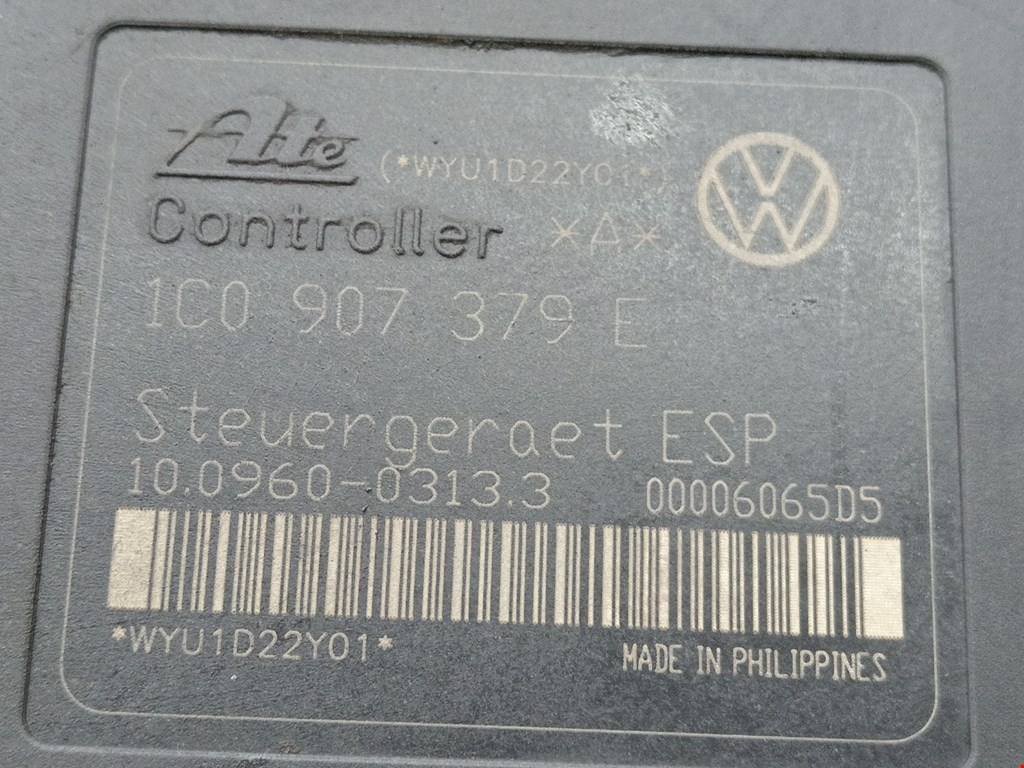 Ate (*WYU1D22Y01*)
Controller *△*
1C0 907 379 E
Steuergeraet ESP
10.0960-0313.3 00006065D5
*WYU1D22Y01*
MADE IN PHILIPPINES